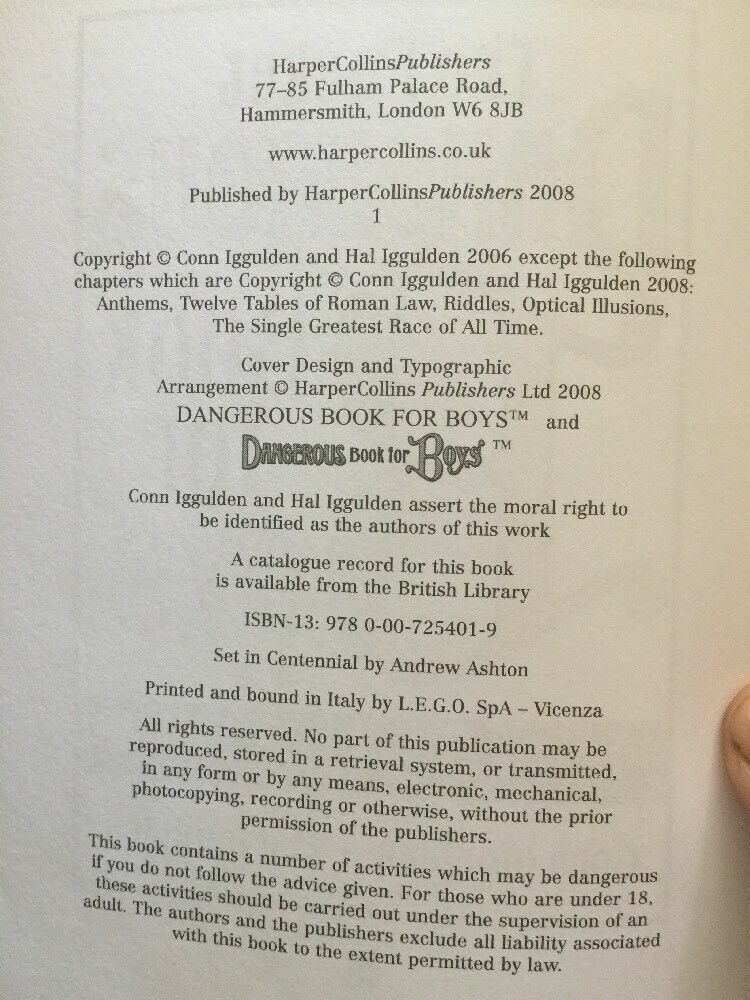 HarperCollinsPublishers
77–85 Fulham Palace Road,
Hammersmith, London W6 8JB
www.harpercollins.co.uk
Published by HarperCollinsPublishers 2008
1
Copyright © Conn Iggulden and Hal Iggulden 2006 except the following
chapters which are Copyright © Conn Iggulden and Hal Iggulden 2008:
Anthems, Twelve Tables of Roman Law, Riddles, Optical Illusions,
The Single Greatest Race of All Time.
Cover Design and Typographic
Arrangement © HarperCollins Publishers Ltd 2008
DANGEROUS BOOK FOR BOYS™ and
DANGEROUS Book for Boys ™
Conn Iggulden and Hal Iggulden assert the moral right to
be identified as the authors of this work
A catalogue record for this book
is available from the British Library
ISBN-13: 978 0-00-725401-9
Set in Centennial by Andrew Ashton
Printed and bound in Italy by L.E.G.O. SpA – Vicenza
All rights reserved. No part of this publication may be
reproduced, stored in a retrieval system, or transmitted,
in any form or by any means, electronic, mechanical,
photocopying, recording or otherwise, without the prior
permission of the publishers.
This book contains a number of activities which may be dangerous
if you do not follow the advice given. For those who are under 18,
these activities should be carried out under the supervision of an
adult. The authors and the publishers exclude all liability associated
with this book to the extent permitted by law.